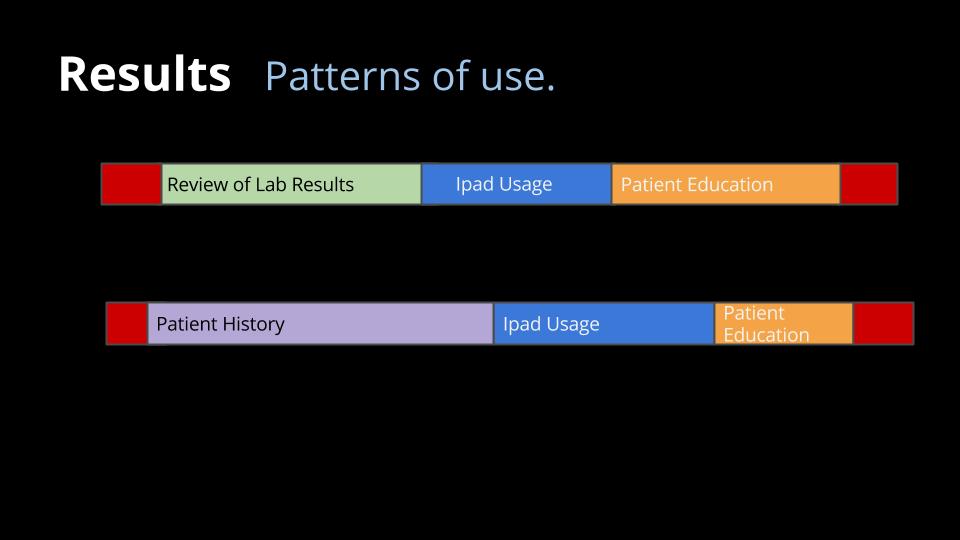 Results Patterns of use.
Review of Lab Results Ipad Usage Patient Education
Patient History Ipad Usage Patient
Education